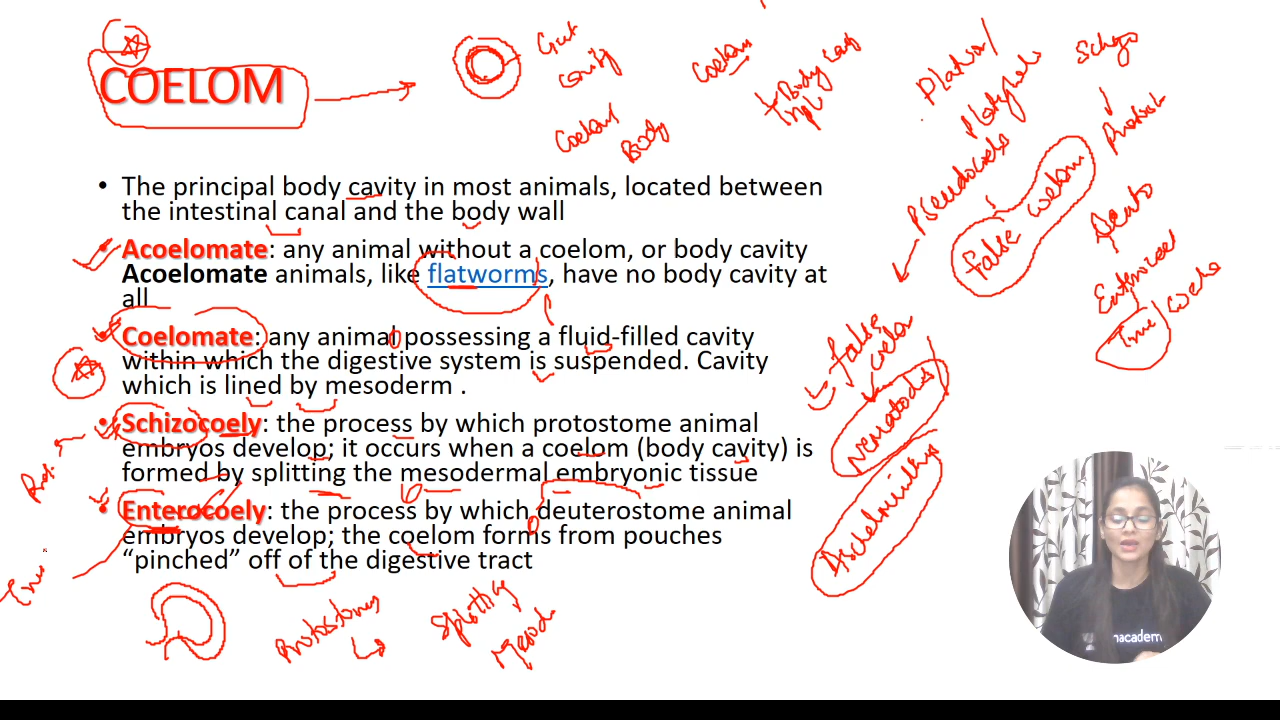 COELOM
Gut
cavity
Coelom
Body
Coelom
Body cavity
Schizo
Pseudocoels
false coelom
Deuto
True coelo
• The principal body cavity in most animals, located between
the intestinal canal and the body wall
• Acoelomate: any animal without a coelom, or body cavity
Acoelomate animals, like flatworms, have no body cavity at
all
• Coelomate: any animal possessing a fluid-filled cavity
within which the digestive system is suspended. Cavity
which is lined by mesoderm .
• Schizocoely: the process by which protostome animal
embryos develop; it occurs when a coelom (body cavity) is
formed by splitting the mesodermal embryonic tissue
• Enterocoely: the process by which deuterostome animal
embryos develop; the coelom forms from pouches
“pinched” off of the digestive tract
false
coelom
Nematodes
Aschelminthes
Prot.
Protostomes
Splitting